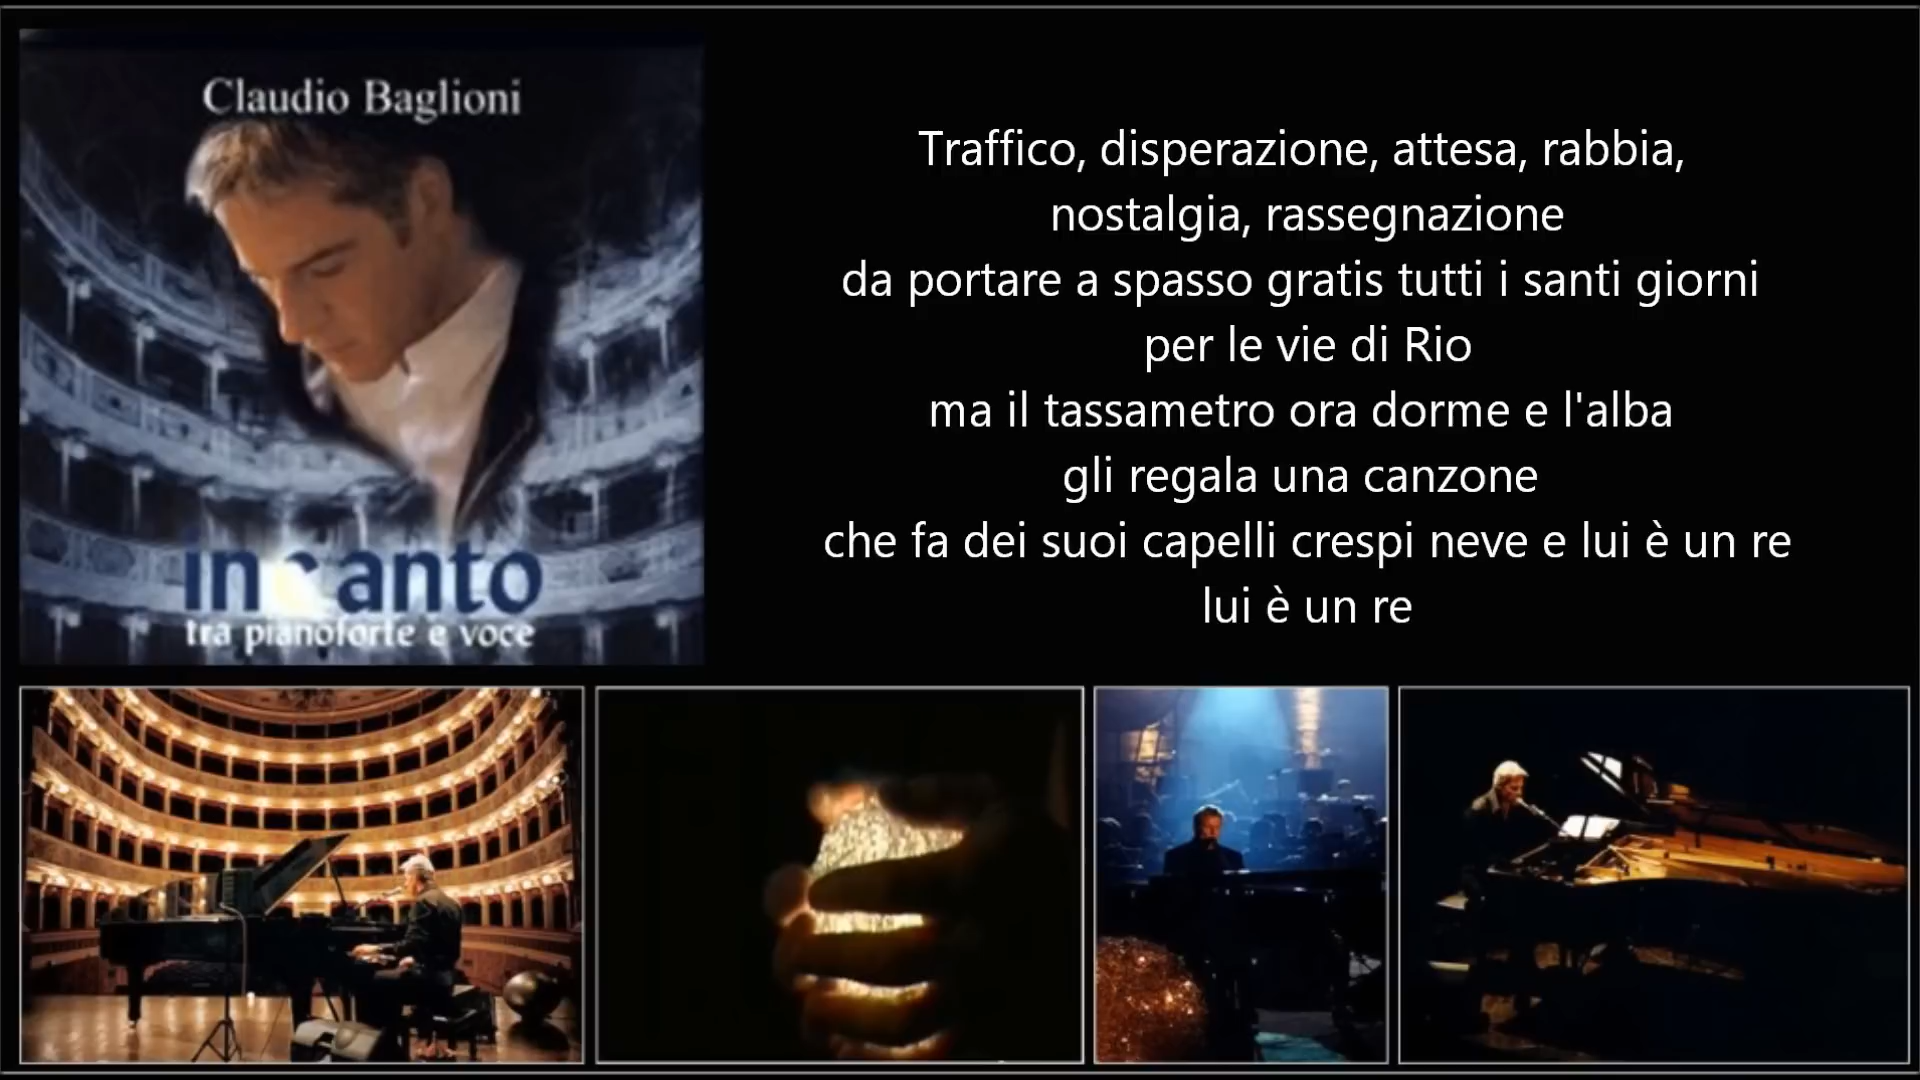 Claudio Baglioni
incanto
tra pianoforte e voce
Traffico, disperazione, attesa, rabbia,
nostalgia, rassegnazione
da portare a spasso gratis tutti i santi giorni
per le vie di Rio
ma il tassametro ora dorme e l'alba
gli regala una canzone
che fa dei suoi capelli crespi neve e lui è un re
lui è un re